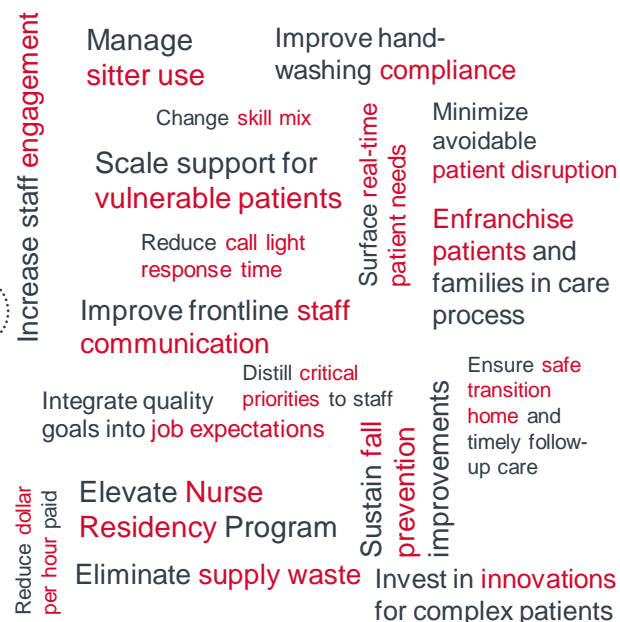 Increase staff engagement
Manage
sitter use
Improve hand-
washing compliance
Change skill mix
Scale support for
vulnerable patients
Surface real-time
patient needs
Minimize
avoidable
patient disruption
Reduce call light
response time
Enfranchise
patients and
families in care
process
Improve frontline staff
communication
Distill critical
priorities to staff
Integrate quality
goals into job expectations
Sustain fall
prevention
improvements
Ensure safe
transition
home and
timely follow-
up care
Reduce dollar
per hour paid
Elevate Nurse
Residency Program
Eliminate supply waste
Invest in innovations
for complex patients